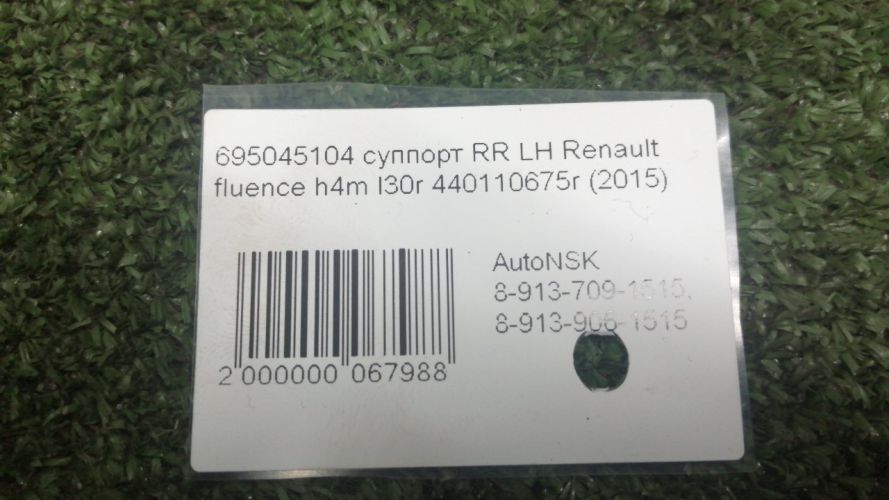 695045104 суппорт RR LH Renault
fluence h4m l30r 440110675r (2015)
AutoNSK
8-913-709-1515,
8-913-906-1515
2 000000 067988